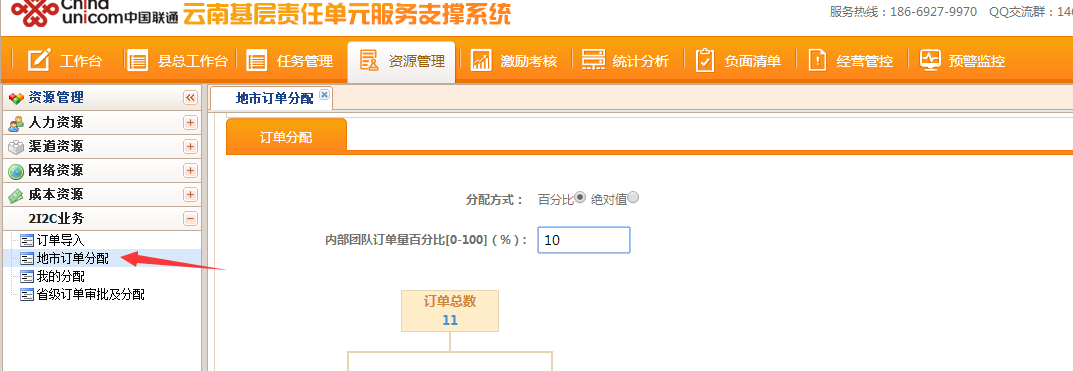 China
unicom中国联通 云南基层责任单元服务支撑系统
服务热线：186-6927-9970 QQ交流群：146
工作台 县总工作台 任务管理 资源管理 激励考核 统计分析 负面清单 经营管控 预警监控
资源管理
人力资源
渠道资源
网络资源
成本资源
2I2C业务
订单导入
地市订单分配
我的分配
省级订单审批及分配
地市订单分配
订单分配
分配方式： 百分比 绝对值
内部团队订单量百分比[0-100]（%）： 10
订单总数
11